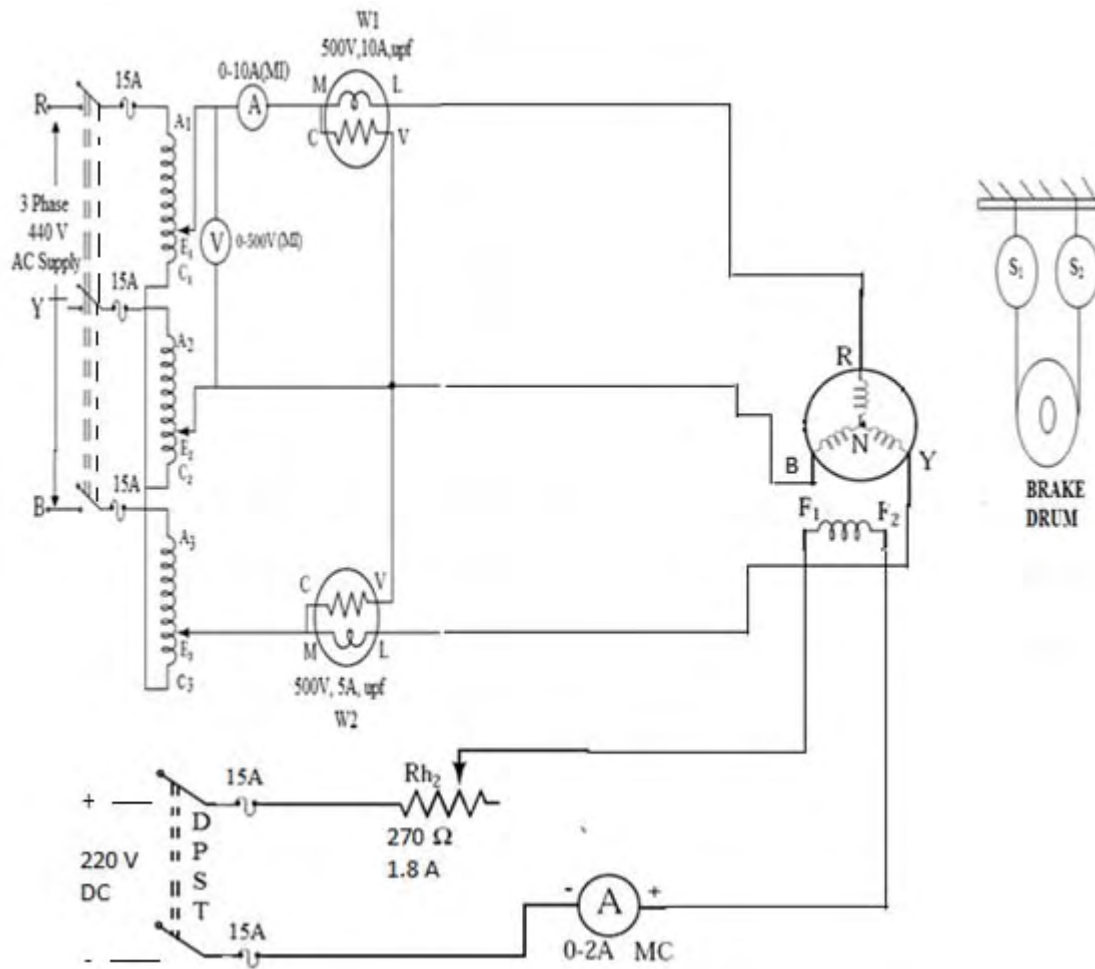 W1
500V,10A,upf
0-10A(MI)
M
L
15A
R
A
A1
C
V
3 Phase
440 V
AC Supply
V
0-500V(MI)
E1
C1
15A
S1
S2
Y
A2
R
N
E2
C2
B
Y
15A
B
BRAKE
DRUM
F1
F2
A3
C
V
E3
M
L
C3
500V, 5A, upf
W2
15A
Rh2
+
D
P
S
T
270 Ω
1.8 A
220 V
DC
-
A
+
15A
-
0-2A MC